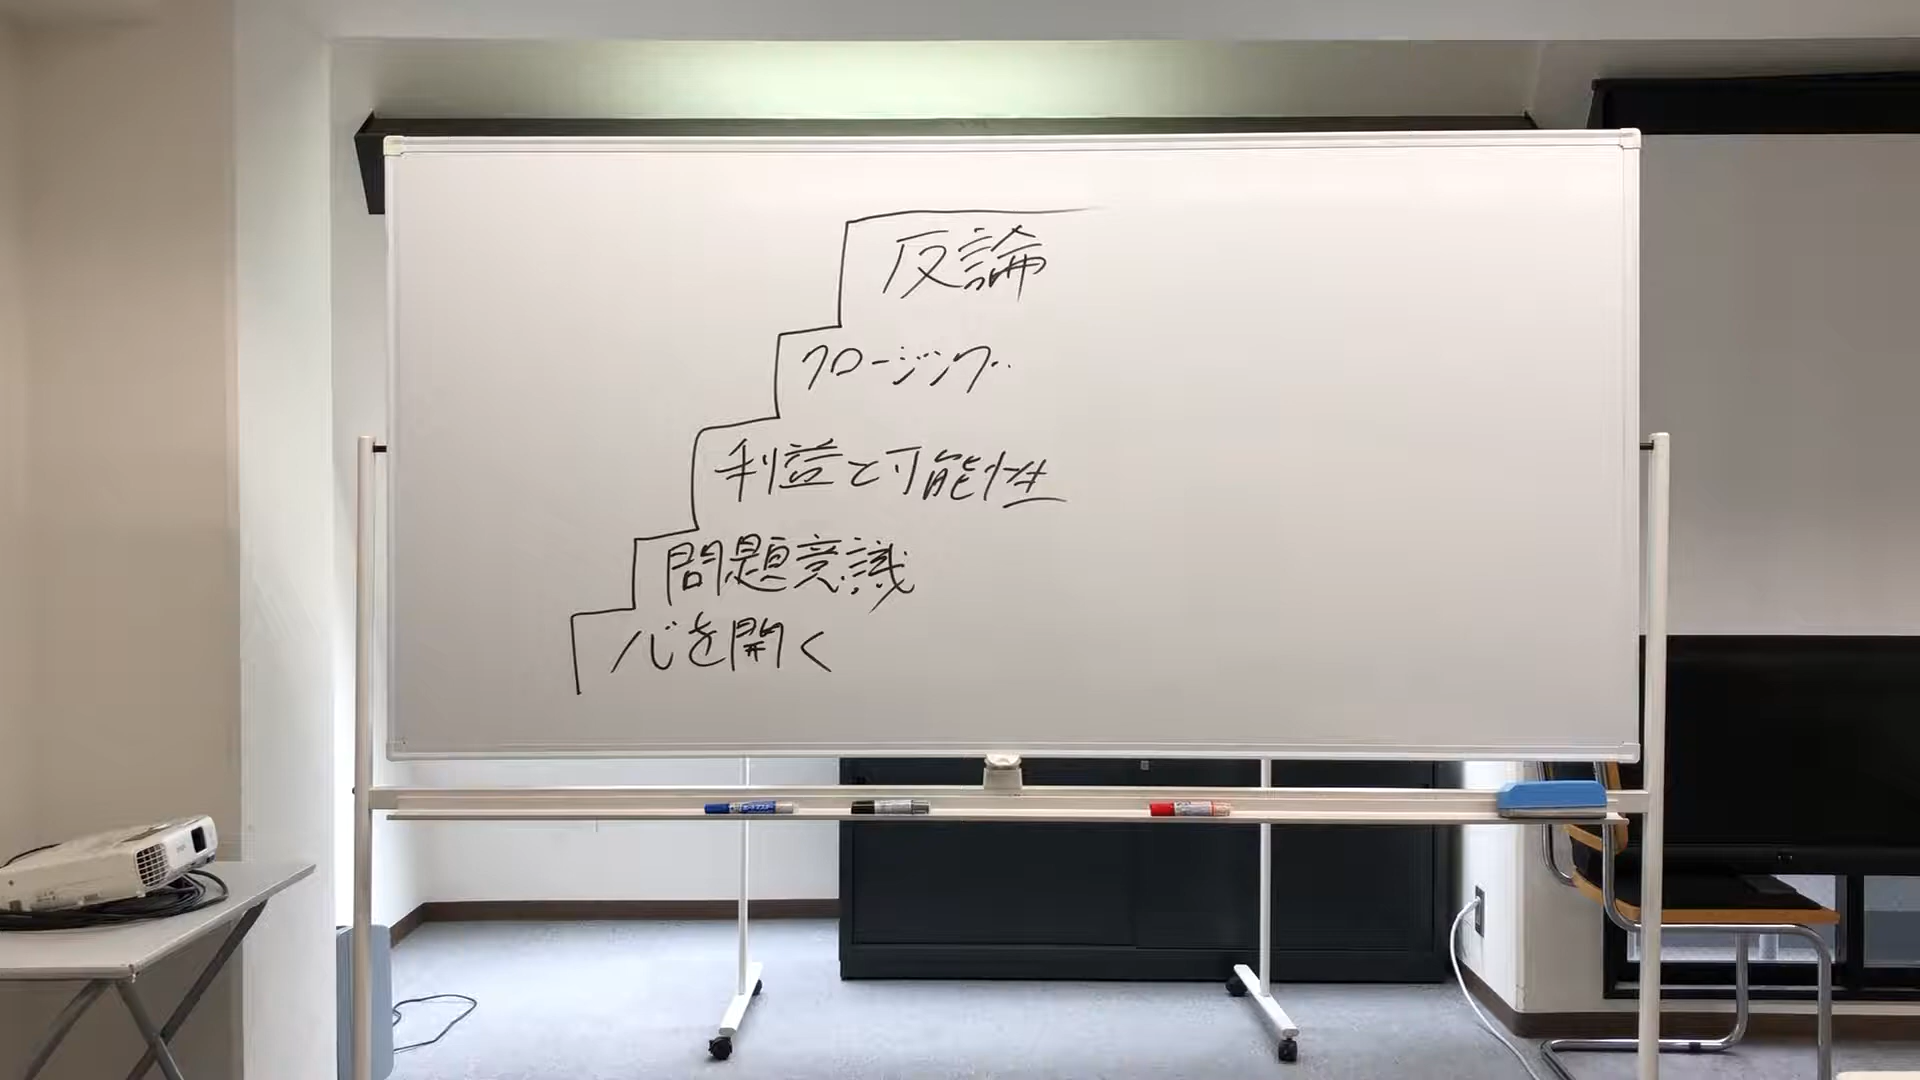 反論
クロージング
利益と可能性
問題意識
心を開く